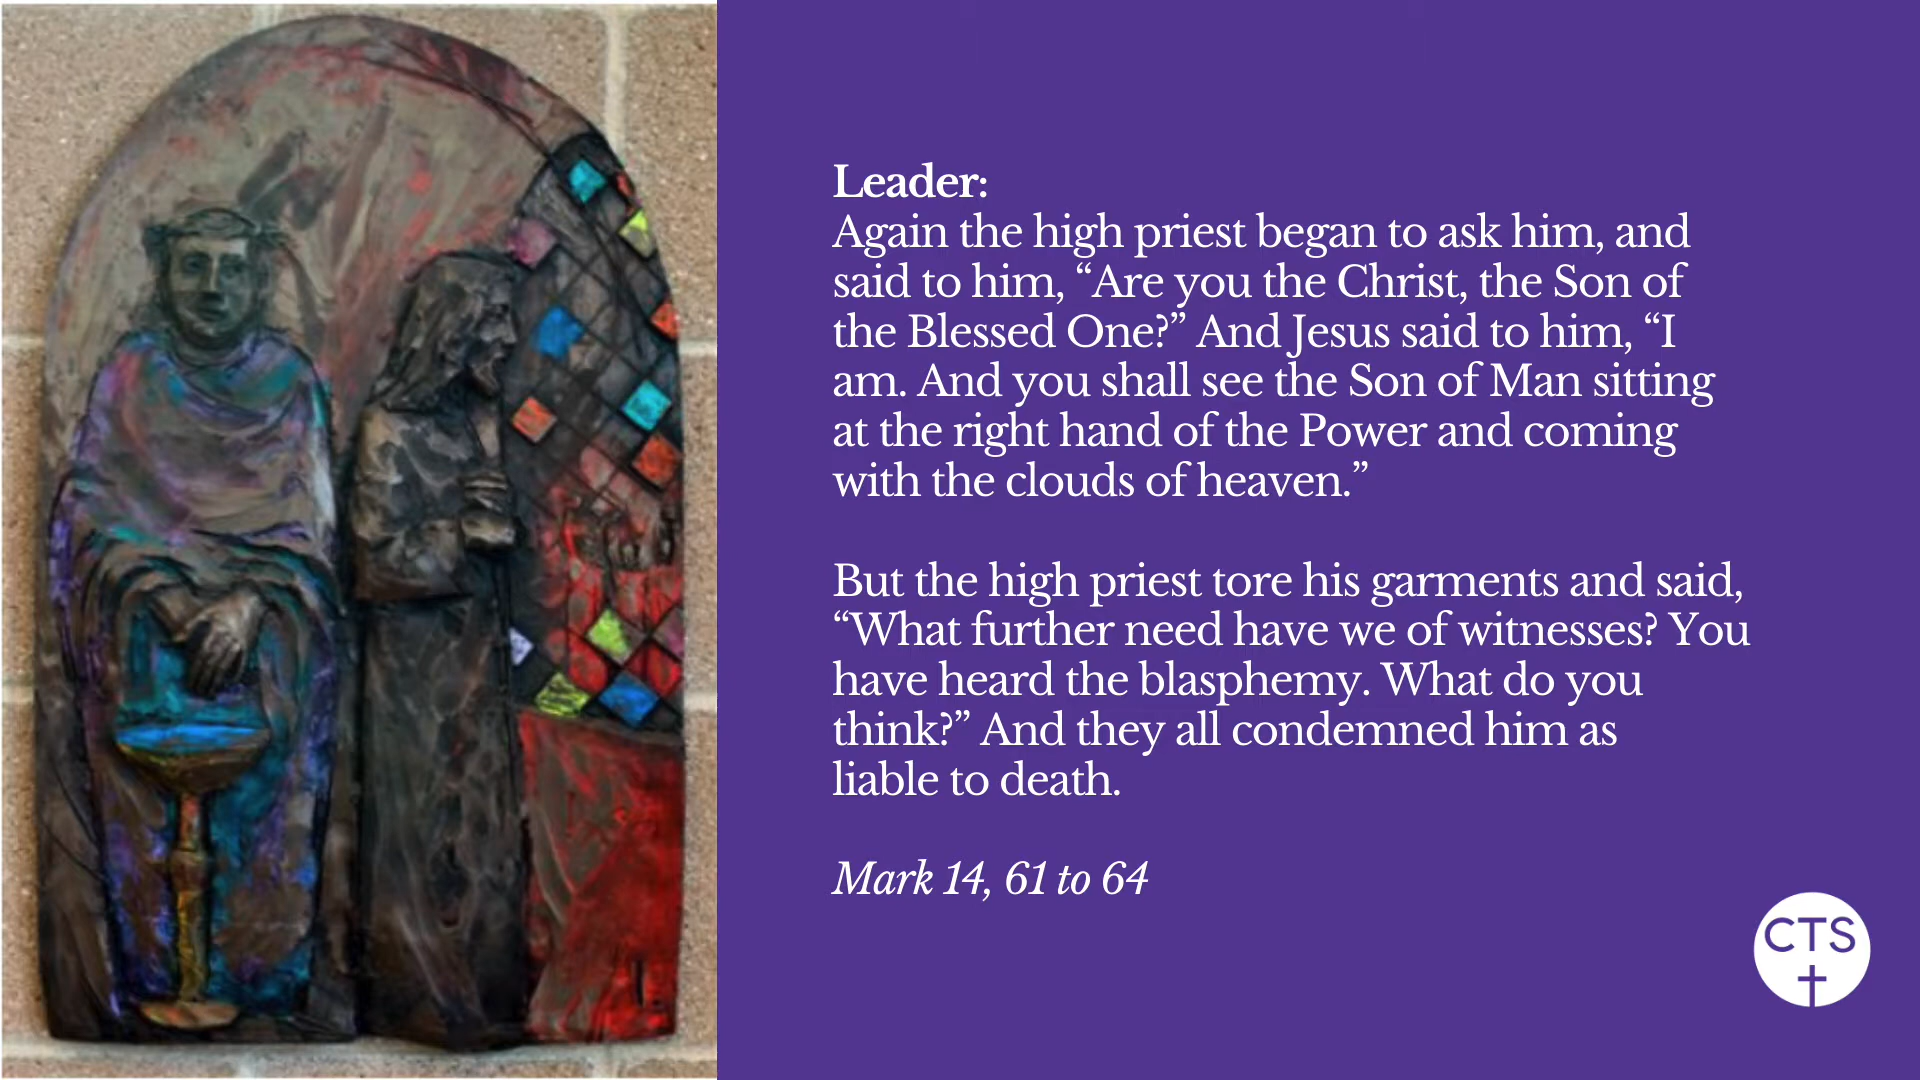 Leader:
Again the high priest began to ask him, and
said to him, “Are you the Christ, the Son of
the Blessed One?” And Jesus said to him, “I
am. And you shall see the Son of Man sitting
at the right hand of the Power and coming
with the clouds of heaven.”
But the high priest tore his garments and said,
“What further need have we of witnesses? You
have heard the blasphemy. What do you
think?” And they all condemned him as
liable to death.
Mark 14, 61 to 64
CTS